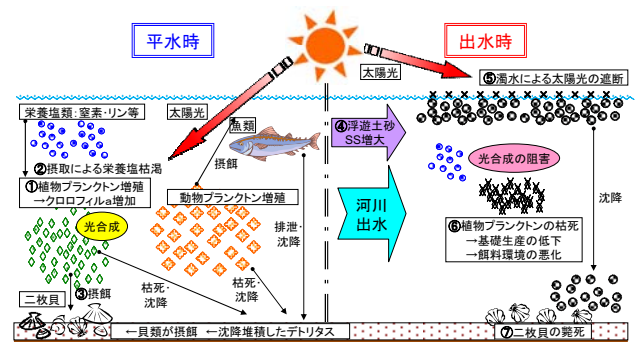 平水時
出水時
太陽光
⑤濁水による太陽光の遮断
栄養塩類：窒素・リン等
太陽光
魚類
④浮遊土砂
SS増大
②摂取による栄養塩枯渇
摂餌
光合成の阻害
①植物プランクトン増殖
→クロロフィルa増加
動物プランクトン増殖
沈降
光合成
河川
出水
⑥植物プランクトンの枯死
→基礎生産の低下
→餌料環境の悪化
排泄・
沈降
③摂餌
枯死・
沈降
枯死・
沈降
二枚貝
←貝類が摂餌 ←沈降堆積したデトリタス
⑦二枚貝の斃死